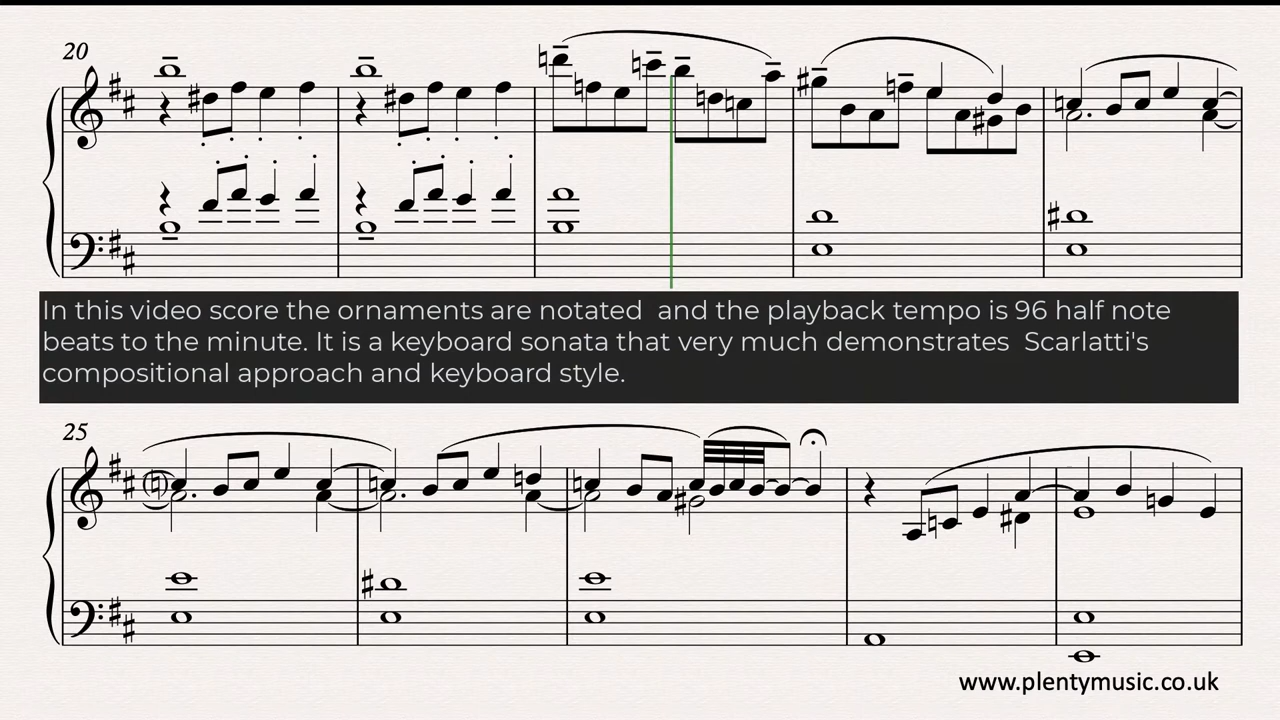 20
In this video score the ornaments are notated  and the playback tempo is 96 half note
beats to the minute. It is a keyboard sonata that very much demonstrates  Scarlatti's
compositional approach and keyboard style.
25
www.plentymusic.co.uk